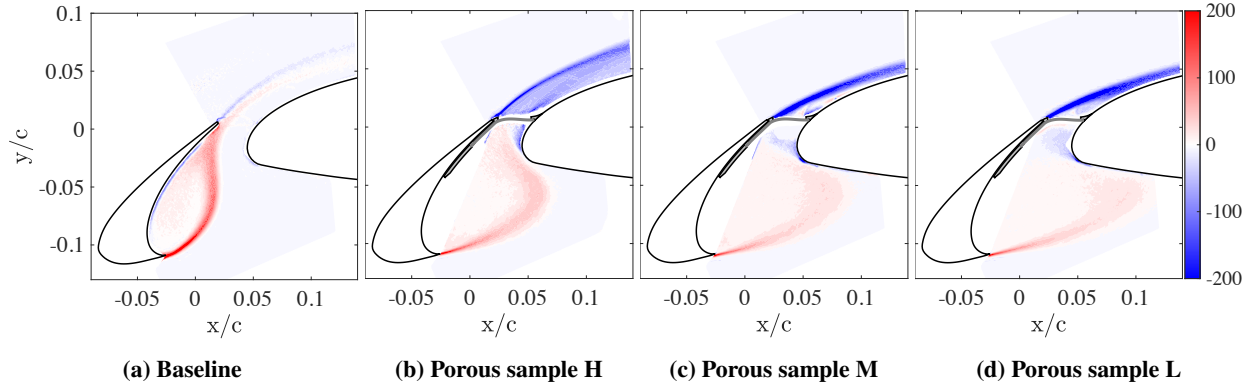 0.1
0.05
0
-0.05
-0.1
y/c
-0.05 0 0.05 0.1
-0.05 0 0.05 0.1
-0.05 0 0.05 0.1
-0.05 0 0.05 0.1
x/c
x/c
x/c
x/c
200
100
0
-100
-200
(a) Baseline
(b) Porous sample H
(c) Porous sample M
(d) Porous sample L